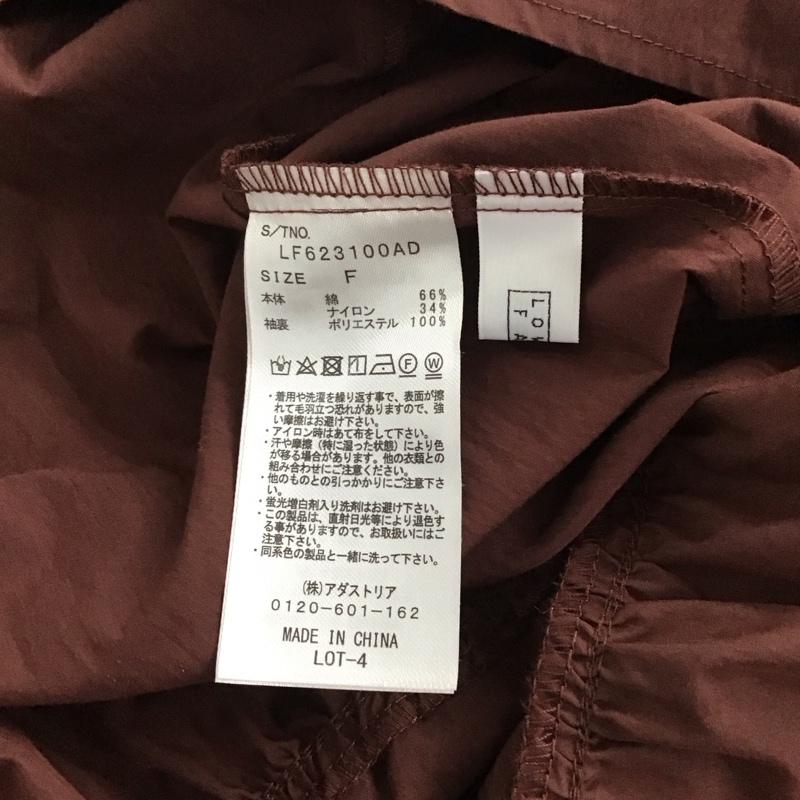 S/TNO.
LF623100AD
SIZE F
本体 綿 66%
ナイロン 34%
袖裏 ポリエステル 100%
F W
・着用や洗濯を繰り返す事で、表面が擦
れて毛羽立つ恐れがありますので、強
い摩擦はお避け下さい。
・アイロン時はあて布をして下さい。
・汗や摩擦（特に湿った状態）により色
が移る場合があります。他の衣類との
組み合わせにご注意ください。
・他のものとの引っかかりにご注意下さ
い。
・蛍光増白剤入り洗剤はお避け下さい。
・この製品は、直射日光等により退色す
る事がありますので、お取扱いにはご
注意下さい。
・同系色の製品と一緒に洗って下さい。
(株)アダストリア
0120-601-162
MADE IN CHINA
LOT-4